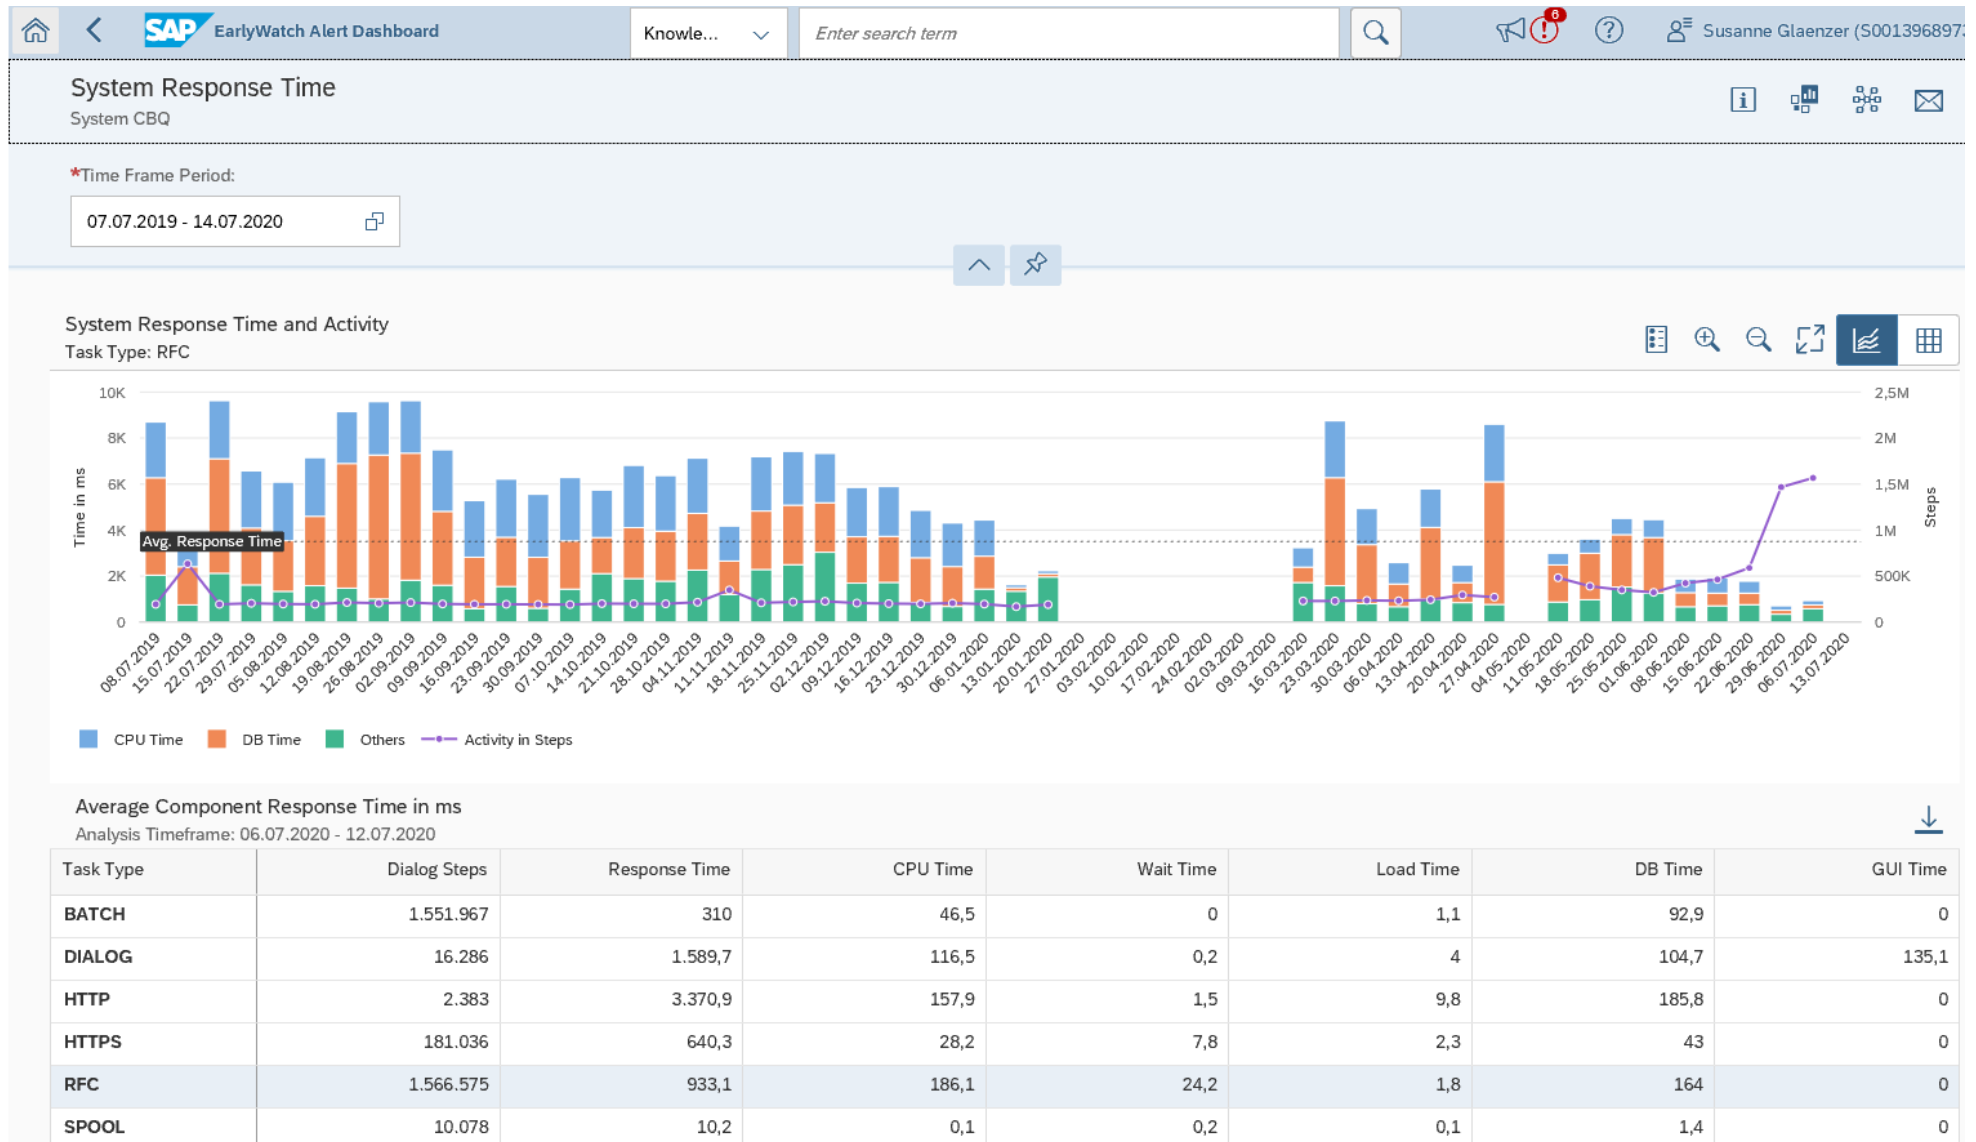 SAP EarlyWatch Alert Dashboard Knowle... Enter search term 6 Susanne Glaenzer (S0013968973
System Response Time
System CBQ
*Time Frame Period:
07.07.2019 - 14.07.2020
System Response Time and Activity
Task Type: RFC
10K 2,5M
8K 2M
6K 1,5M
4K 1M
2K 500K
0 0
Time in ms
Steps
Avg. Response Time
08.07.2019 15.07.2019 22.07.2019 29.07.2019 05.08.2019 12.08.2019 19.08.2019 26.08.2019 02.09.2019 09.09.2019 16.09.2019 23.09.2019 30.09.2019 07.10.2019 14.10.2019 21.10.2019 28.10.2019 04.11.2019 11.11.2019 18.11.2019 25.11.2019 02.12.2019 09.12.2019 16.12.2019 23.12.2019 30.12.2019 06.01.2020 13.01.2020 20.01.2020 27.01.2020 03.02.2020 10.02.2020 17.02.2020 24.02.2020 02.03.2020 09.03.2020 16.03.2020 23.03.2020 30.03.2020 06.04.2020 13.04.2020 20.04.2020 27.04.2020 04.05.2020 11.05.2020 18.05.2020 25.05.2020 01.06.2020 08.06.2020 15.06.2020 22.06.2020 29.06.2020 06.07.2020 13.07.2020
CPU Time DB Time Others Activity in Steps
Average Component Response Time in ms
Analysis Timeframe: 06.07.2020 - 12.07.2020
Task Type Dialog Steps Response Time CPU Time Wait Time Load Time DB Time GUI Time
BATCH 1.551.967 310 46,5 0 1,1 92,9 0
DIALOG 16.286 1.589,7 116,5 0,2 4 104,7 135,1
HTTP 2.383 3.370,9 157,9 1,5 9,8 185,8 0
HTTPS 181.036 640,3 28,2 7,8 2,3 43 0
RFC 1.566.575 933,1 186,1 24,2 1,8 164 0
SPOOL 10.078 10,2 0,1 0,2 0,1 1,4 0